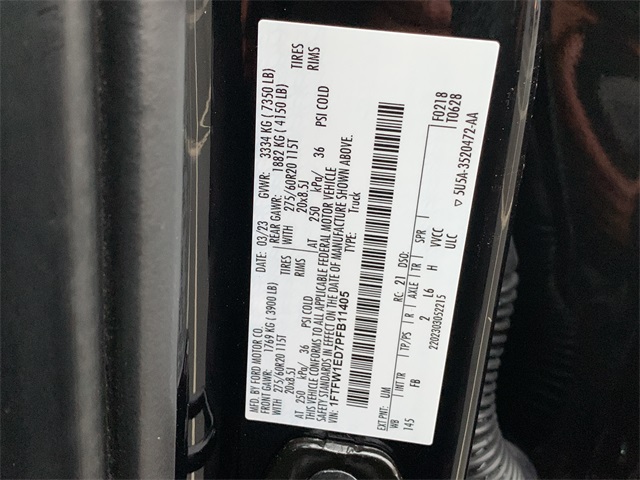 MFD. BY FORD MOTOR CO.
DATE: 03/23 GVWR: 3334 KG ( 7350 LB)
FRONT GAWR: 1769 KG ( 3900 LB) REAR GAWR: 1882 KG ( 4150 LB)
WITH 275/60R20 115T TIRES WITH 275/60R20 115T TIRES
20x8.5J RIMS 20x8.5J RIMS
AT 250 kPa/ 36 PSI COLD AT 250 kPa/ 36 PSI COLD
THIS VEHICLE CONFORMS TO ALL APPLICABLE FEDERAL MOTOR VEHICLE
SAFETY STANDARDS IN EFFECT ON THE DATE OF MANUFACTURE SHOWN ABOVE.
VIN: 1FTFW1ED7PFB11405 TYPE: Truck
EXT PNT: UM RC: 21 DSO: F0218
WB INT TR TP/PS R AXLE TR SPR T0628
145 FB 2 L6 H VVCC
ULC
2202303052215 ▽ 5U5A-3520472-AA